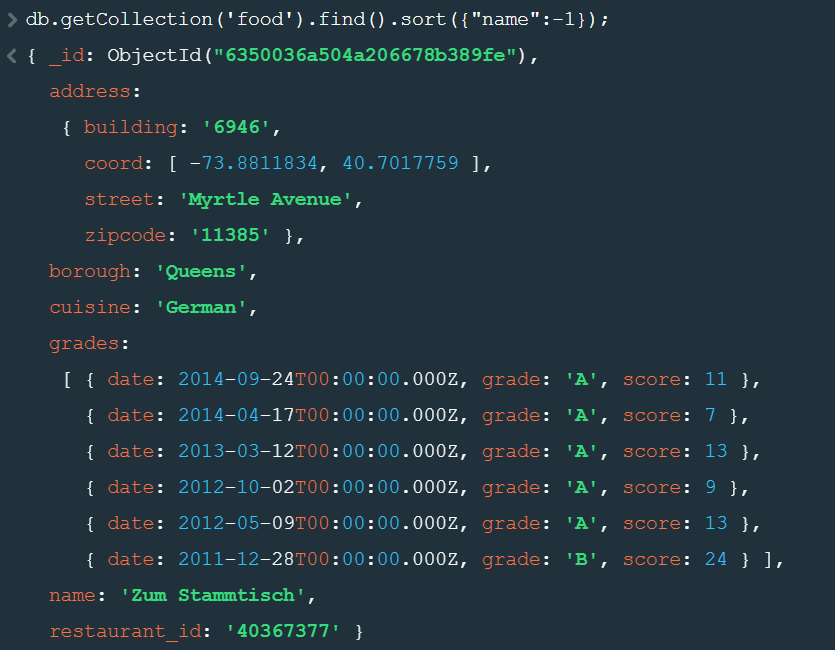 > db.getCollection('food').find().sort({"name":-1});
< { _id: ObjectId("6350036a504a206678b389fe"),
address:
{ building: '6946',
coord: [ -73.8811834, 40.7017759 ],
street: 'Myrtle Avenue',
zipcode: '11385' },
borough: 'Queens',
cuisine: 'German',
grades:
[ { date: 2014-09-24T00:00:00.000Z, grade: 'A', score: 11 },
{ date: 2014-04-17T00:00:00.000Z, grade: 'A', score: 7 },
{ date: 2013-03-12T00:00:00.000Z, grade: 'A', score: 13 },
{ date: 2012-10-02T00:00:00.000Z, grade: 'A', score: 9 },
{ date: 2012-05-09T00:00:00.000Z, grade: 'A', score: 13 },
{ date: 2011-12-28T00:00:00.000Z, grade: 'B', score: 24 } ],
name: 'Zum Stammtisch',
restaurant_id: '40367377' }